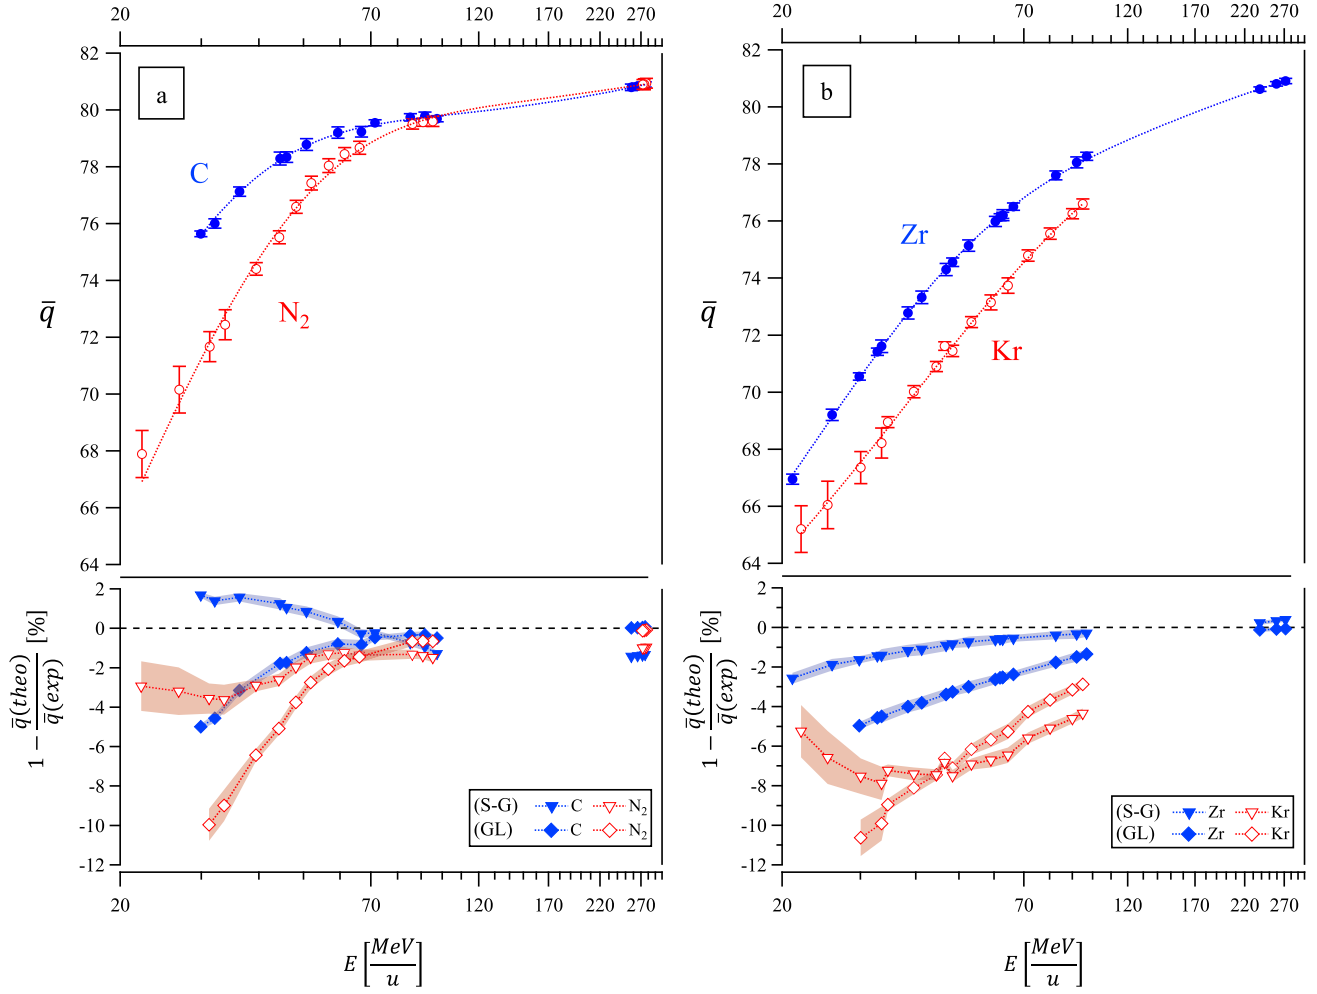 20 70 120 170 220 270
20 70 120 170 220 270
82
80
78
76
74
72
70
68
66
64
q̄
a
C
N₂
82
80
78
76
74
72
70
68
66
64
q̄
b
Zr
Kr
2
0
-2
-4
-6
-8
-10
-12
1 − q̄(theo)/q̄(exp) [%]
(S-G) C N₂
(GL) C N₂
2
0
-2
-4
-6
-8
-10
-12
1 − q̄(theo)/q̄(exp) [%]
(S-G) Zr Kr
(GL) Zr Kr
20 70 120 170 220 270
20 70 120 170 220 270
E [MeV/u]
E [MeV/u]